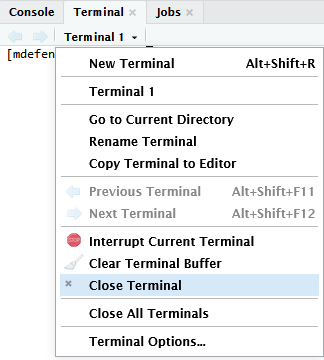 Console Terminal Jobs
Terminal 1
[mdefen
New Terminal Alt+Shift+R
Terminal 1
Go to Current Directory
Rename Terminal
Copy Terminal to Editor
Previous Terminal Alt+Shift+F11
Next Terminal Alt+Shift+F12
STOP Interrupt Current Terminal
Clear Terminal Buffer
Close Terminal
Close All Terminals
Terminal Options...